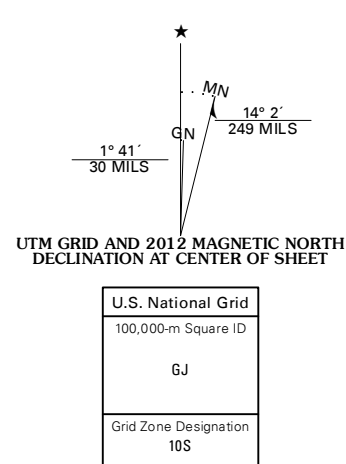 ★
MN
GN
14° 2´
249 MILS
1° 41´
30 MILS
UTM GRID AND 2012 MAGNETIC NORTH
DECLINATION AT CENTER OF SHEET
U.S. National Grid
100,000-m Square ID
GJ
Grid Zone Designation
10S